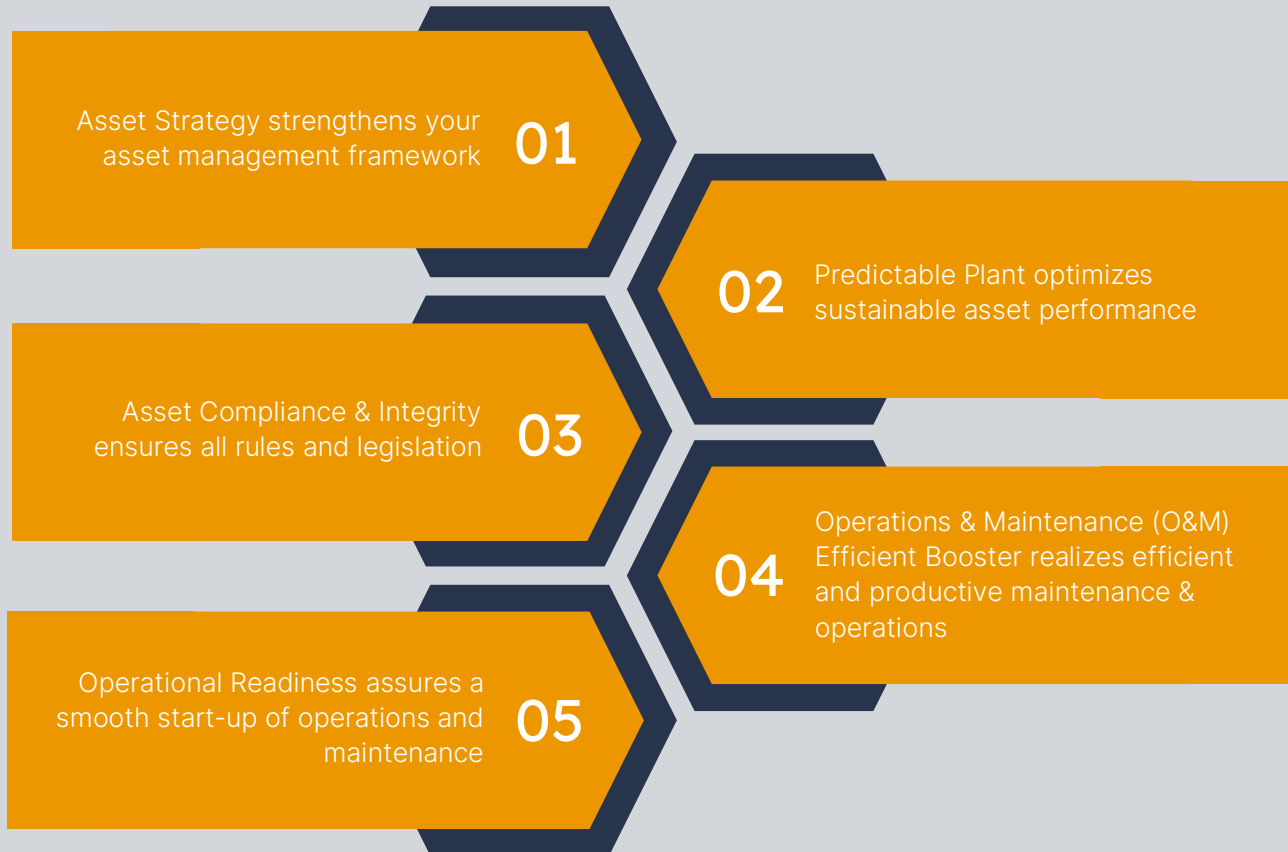 Asset Strategy strengthens your
asset management framework
01
02
Predictable Plant optimizes
sustainable asset performance
Asset Compliance & Integrity
ensures all rules and legislation
03
04
Operations & Maintenance (O&M)
Efficient Booster realizes efficient
and productive maintenance &
operations
Operational Readiness assures a
smooth start-up of operations and
maintenance
05